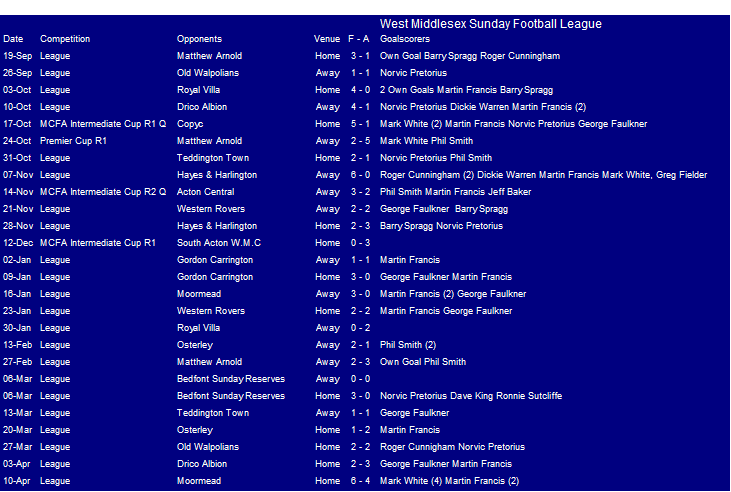 West Middlesex Sunday Football League
Date Competition Opponents Venue F - A Goalscorers
19-Sep League Matthew Arnold Home 3 - 1 Own Goal Barry Spragg Roger Cunningham
26-Sep League Old Walpolians Away 1 - 1 Norvic Pretorius
03-Oct League Royal Villa Home 4 - 0 2 Own Goals Martin Francis Barry Spragg
10-Oct League Drico Albion Away 4 - 1 Norvic Pretorius Dickie Warren Martin Francis (2)
17-Oct MCFA Intermediate Cup R1 Q Copyc Home 5 - 1 Mark White (2) Martin Francis Norvic Pretorius George Faulkner
24-Oct Premier Cup R1 Matthew Arnold Away 2 - 5 Mark White Phil Smith
31-Oct League Teddington Town Home 2 - 1 Norvic Pretorius Phil Smith
07-Nov League Hayes & Harlington Away 6 - 0 Roger Cunningham (2) Dickie Warren Martin Francis Mark White, Greg Fielder
14-Nov MCFA Intermediate Cup R2 Q Acton Central Away 3 - 2 Phil Smith Martin Francis Jeff Baker
21-Nov League Western Rovers Away 2 - 2 George Faulkner Barry Spragg
28-Nov League Hayes & Harlington Home 2 - 3 Barry Spragg Norvic Pretorius
12-Dec MCFA Intermediate Cup R1 South Acton W.M.C Home 0 - 3
02-Jan League Gordon Carrington Away 1 - 1 Martin Francis
09-Jan League Gordon Carrington Home 3 - 0 George Faulkner Martin Francis
16-Jan League Moormead Away 3 - 0 Martin Francis (2) George Faulkner
23-Jan League Western Rovers Home 2 - 2 Martin Francis George Faulkner
30-Jan League Royal Villa Away 0 - 2
13-Feb League Osterley Away 2 - 1 Phil Smith (2)
27-Feb League Matthew Arnold Away 2 - 3 Own Goal Phil Smith
06-Mar League Bedfont Sunday Reserves Away 0 - 0
06-Mar League Bedfont Sunday Reserves Home 3 - 0 Norvic Pretorius Dave King Ronnie Sutcliffe
13-Mar League Teddington Town Away 1 - 1 George Faulkner
20-Mar League Osterley Home 1 - 2 Martin Francis
27-Mar League Old Walpolians Home 2 - 2 Roger Cunnigham Norvic Pretorius
03-Apr League Drico Albion Home 2 - 3 George Faulkner Martin Francis
10-Apr League Moormead Home 6 - 4 Mark White (4) Martin Francis (2)